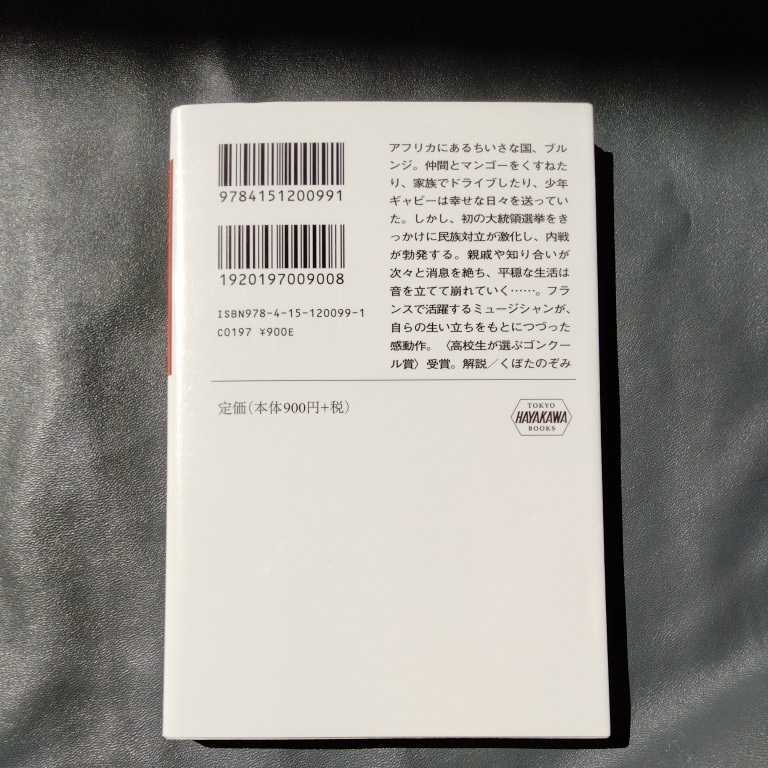 9784151200991
1920197009008
ISBN978-4-15-120099-1
C0197 ¥900E
アフリカにあるちいさな国、ブル
ンジ。仲間とマンゴーをくすねた
り、家族でドライブしたり、少年
ギャビーは幸せな日々を送ってい
た。しかし、初の大統領選挙をき
っかけに民族対立が激化し、内戦
が勃発する。親戚や知り合いが
次々と消息を絶ち、平穏な生活は
音を立てて崩れていく……。フラ
ンスで活躍するミュージシャンが、
自らの生い立ちをもとにつづった
感動作。〈高校生が選ぶゴンクー
ル賞〉受賞。解説／くぼたのぞみ
定価(本体900円+税)
TOKYO
HAYAKAWA
BOOKS